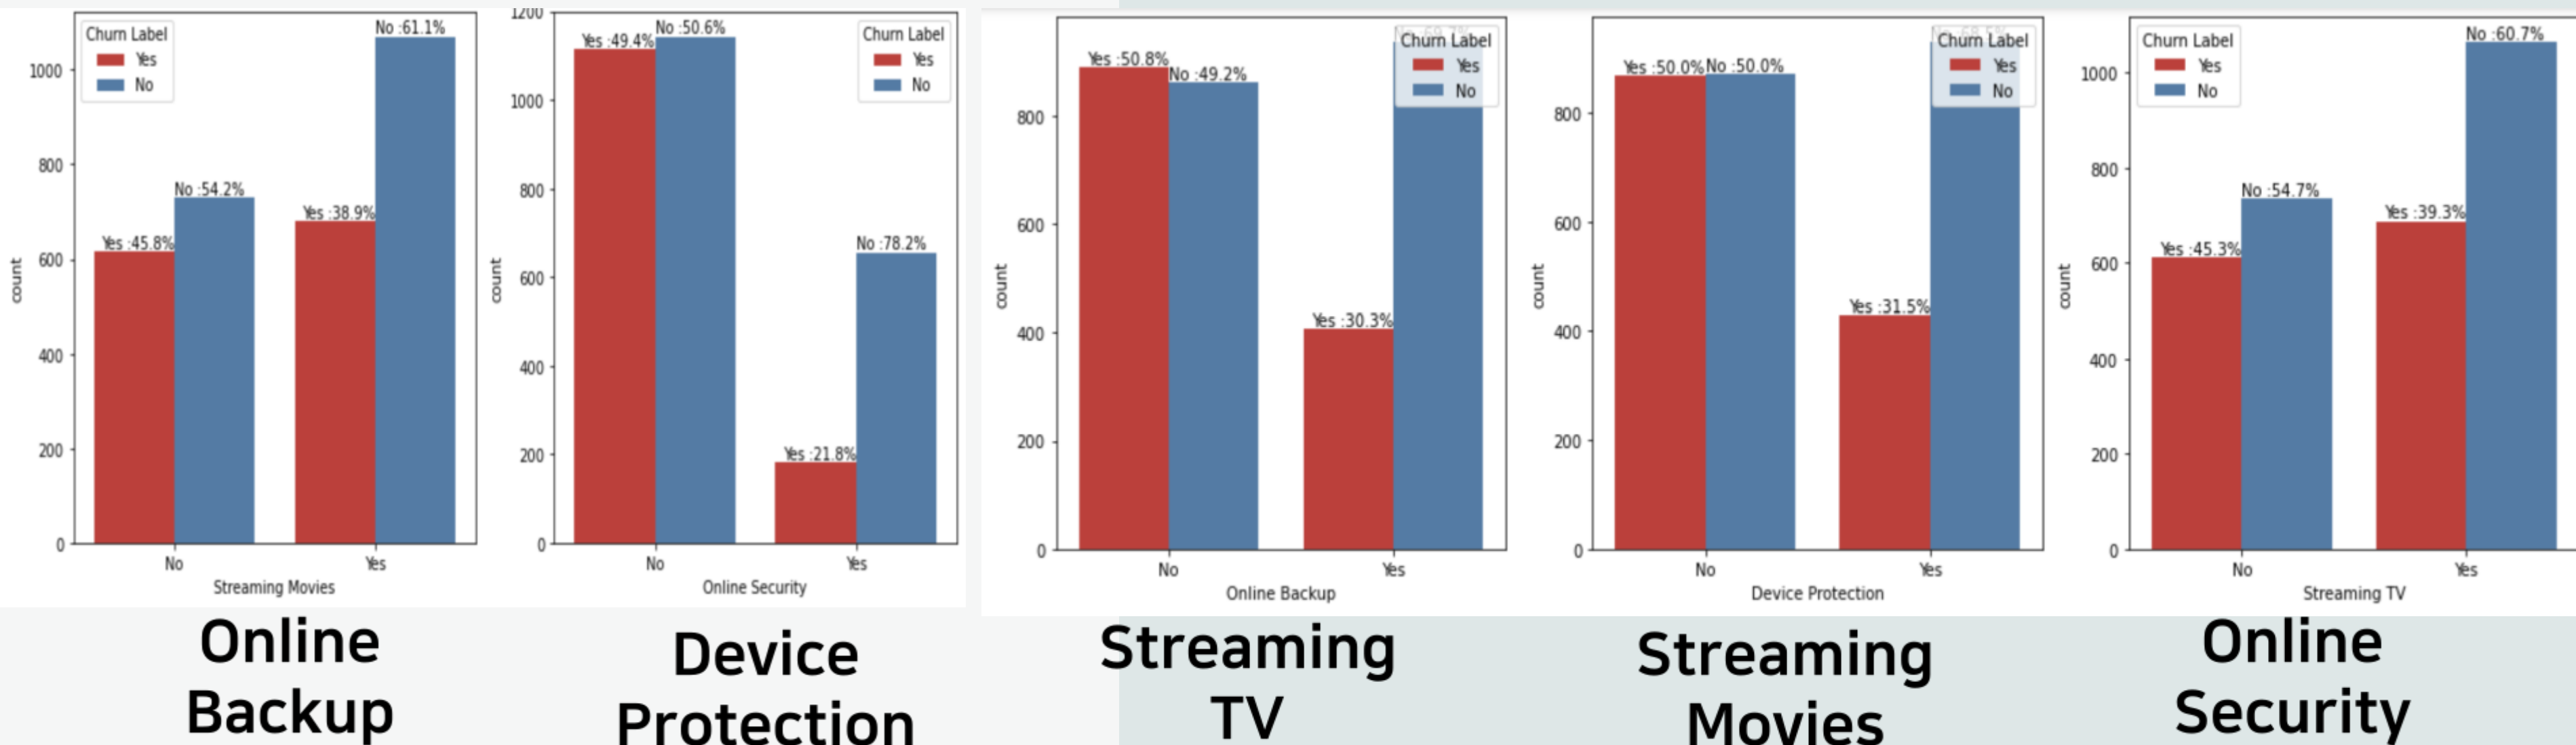 Churn Label
Yes
No
No :61.1%
No :54.2%
Yes :38.9%
Yes :45.8%
1000
800
600
400
200
0
count
No
Yes
Streaming Movies
1200
1000
800
600
400
200
0
count
Yes :49.4%
No :50.6%
Churn Label
Yes
No
No :78.2%
Yes :21.8%
No
Yes
Online Security
800
600
400
200
0
count
Yes :50.8%
No :49.2%
No :69.7%
Churn Label
Yes
No
Yes :30.3%
No
Yes
Online Backup
800
600
400
200
0
count
Yes :50.0%
No :50.0%
No :68.5%
Churn Label
Yes
No
Yes :31.5%
No
Yes
Device Protection
1000
800
600
400
200
0
count
Churn Label
Yes
No
No :60.7%
No :54.7%
Yes :39.3%
Yes :45.3%
No
Yes
Streaming TV
Online
Backup
Device
Protection
Streaming
TV
Streaming
Movies
Online
Security